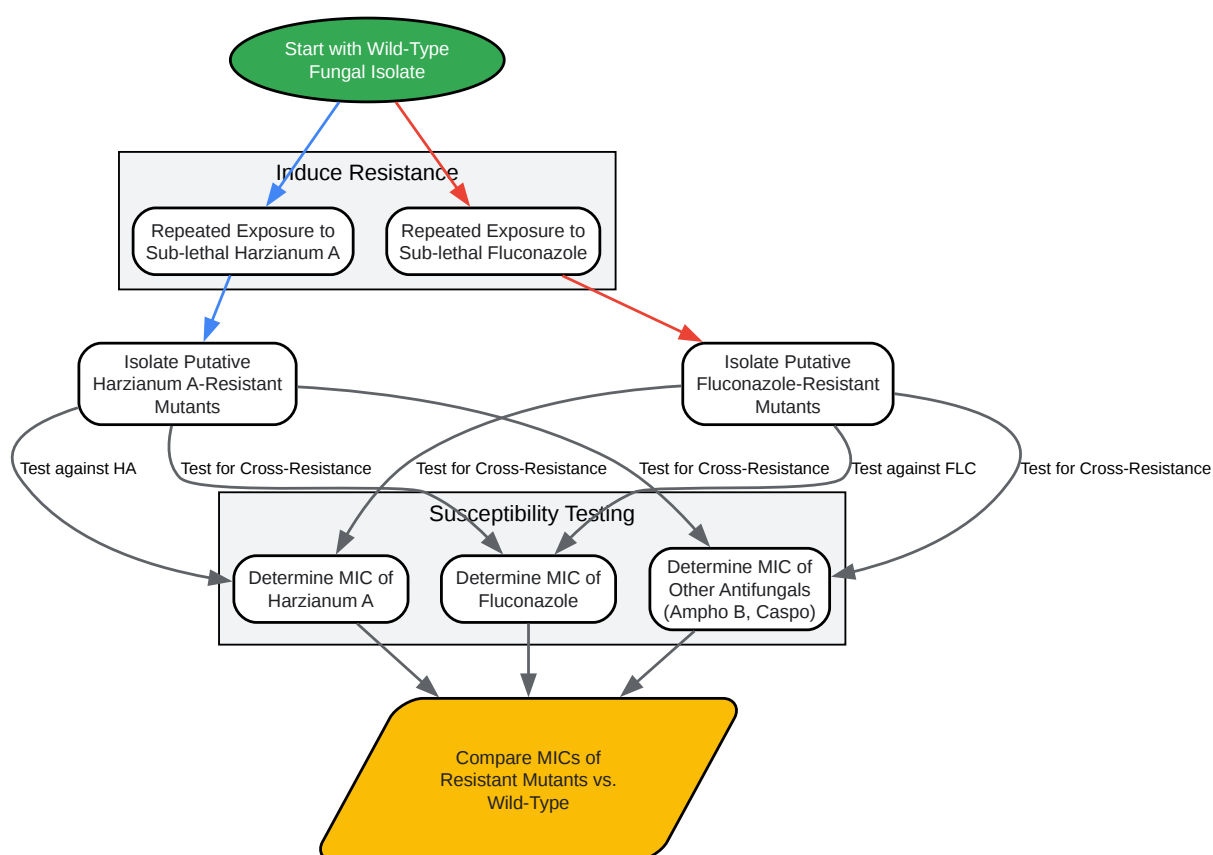 Start with Wild-Type
Fungal Isolate
Induce Resistance
Repeated Exposure to
Sub-lethal Harzianum A
Repeated Exposure to
Sub-lethal Fluconazole
Isolate Putative
Harzianum A-Resistant
Mutants
Isolate Putative
Fluconazole-Resistant
Mutants
Test against HA
Test for Cross-Resistance
Test for Cross-Resistance
Test for Cross-Resistance
Test against FLC
Test for Cross-Resistance
Susceptibility Testing
Determine MIC of
Harzianum A
Determine MIC of
Fluconazole
Determine MIC of
Other Antifungals
(Ampho B, Caspo)
Compare MICs of
Resistant Mutants vs.
Wild-Type